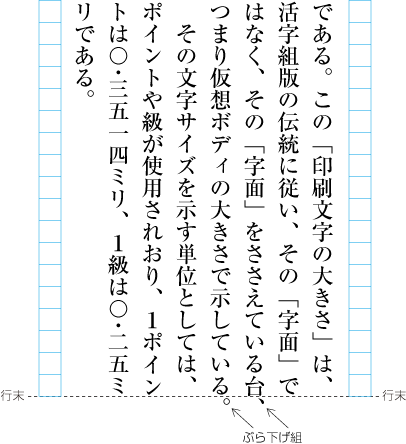 である。この「印刷文字の大きさ」は、
活字組版の伝統に従い、その「字面」で
はなく、その「字面」をささえている台、
つまり仮想ボディの大きさで示している。
その文字サイズを示す単位としては、
ポイントや級が使用されおり、1ポイン
トは〇・三五一四ミリ、1級は〇・二五ミ
リである。
行末
行末
ぶら下げ組